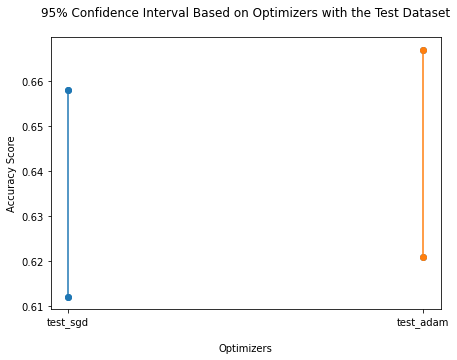 95% Confidence Interval Based on Optimizers with the Test Dataset
Accuracy Score
0.66
0.65
0.64
0.63
0.62
0.61
test_sgd test_adam
Optimizers